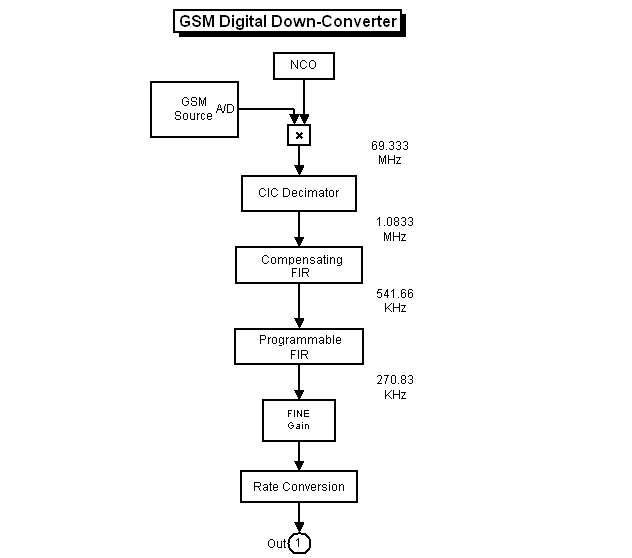 GSM Digital Down-Converter
NCO
GSM
Source
A/D
×
69.333
MHz
CIC Decimator
1.0833
MHz
Compensating
FIR
541.66
KHz
Programmable
FIR
270.83
KHz
FINE
Gain
Rate Conversion
Out 1